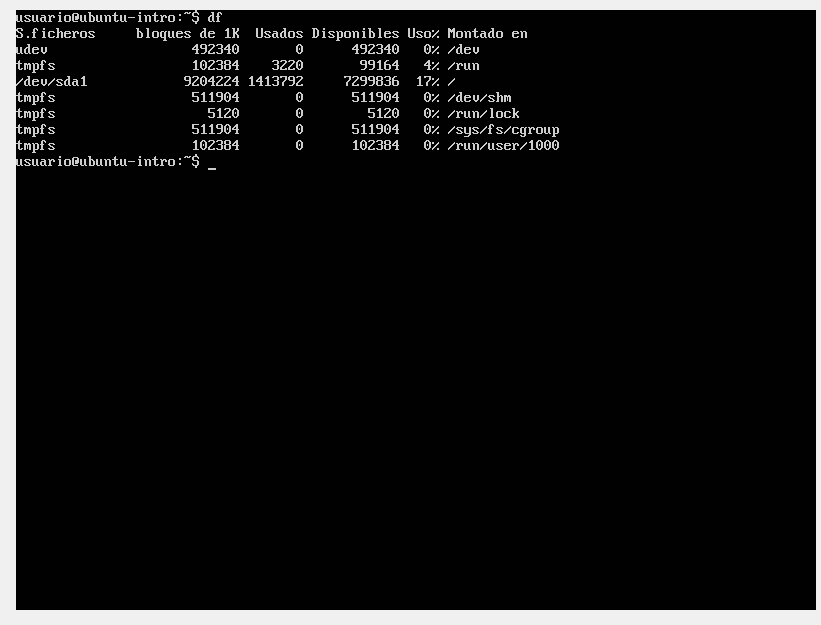 usuario@ubuntu-intro:~$ df
S.ficheros     bloques de 1K  Usados Disponibles Uso% Montado en
udev                  492340       0      492340   0% /dev
tmpfs                 102384    3220       99164   4% /run
/dev/sda1            9204224 1413792     7299836  17% /
tmpfs                 511904       0      511904   0% /dev/shm
tmpfs                   5120       0        5120   0% /run/lock
tmpfs                 511904       0      511904   0% /sys/fs/cgroup
tmpfs                 102384       0      102384   0% /run/user/1000
usuario@ubuntu-intro:~$ _